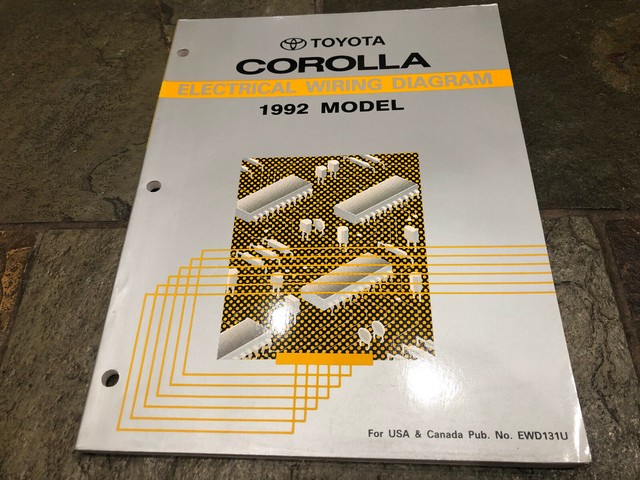 TOYOTA
COROLLA
ELECTRICAL WIRING DIAGRAM
1992 MODEL
For USA & Canada Pub. No. EWD131U